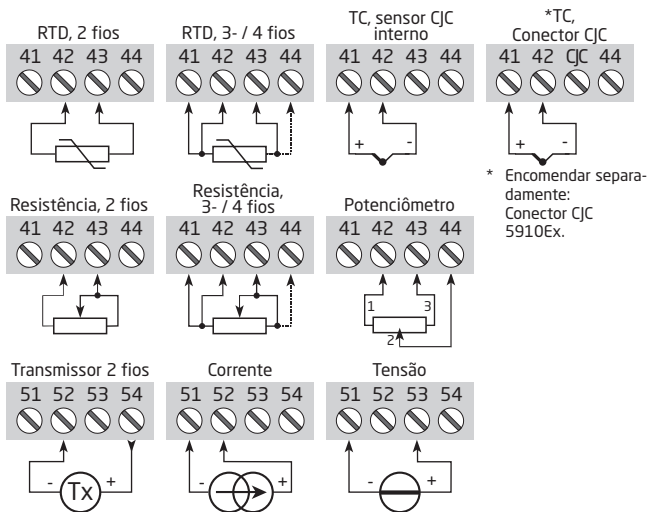 RTD, 2 fios
41 42 43 44
RTD, 3- / 4 fios
41 42 43 44
TC, sensor CJC
interno
41 42 43 44
+ -
*TC,
Conector CJC
41 42 CJC 44
+ -
* Encomendar separa-
damente:
Conector CJC
5910Ex.
Resistência, 2 fios
41 42 43 44
Resistência,
3- / 4 fios
41 42 43 44
Potenciômetro
41 42 43 44
1 3
2
Transmissor 2 fios
51 52 53 54
- Tx +
Corrente
51 52 53 54
- +
Tensão
51 52 53 54
- +